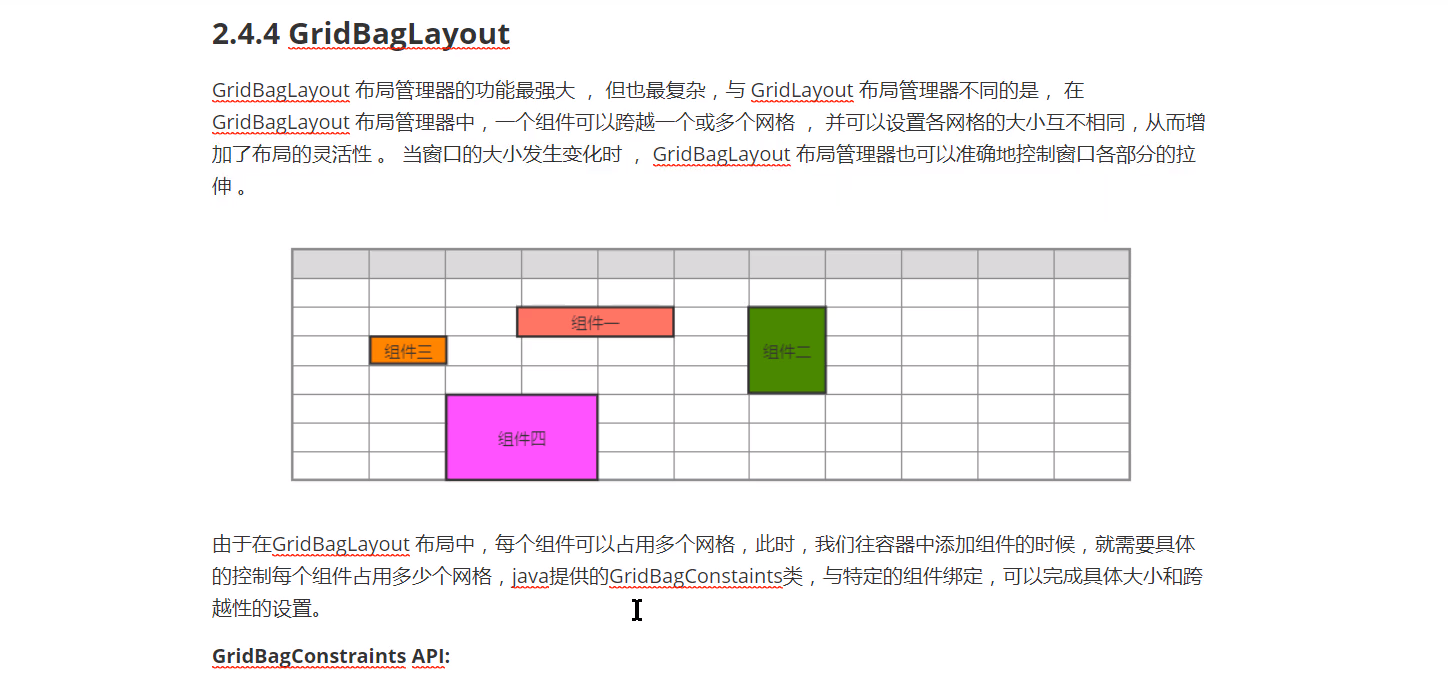 2.4.4 GridBagLayout
GridBagLayout 布局管理器的功能最强大 ， 但也最复杂，与 GridLayout 布局管理器不同的是， 在
GridBagLayout 布局管理器中，一个组件可以跨越一个或多个网格 ， 并可以设置各网格的大小互不相同，从而增
加了布局的灵活性 。 当窗口的大小发生变化时 ， GridBagLayout 布局管理器也可以准确地控制窗口各部分的拉
伸 。
组件一
组件三
组件二
组件四
由于在GridBagLayout 布局中，每个组件可以占用多个网格，此时，我们往容器中添加组件的时候，就需要具体
的控制每个组件占用多少个网格，java提供的GridBagConstaints类，与特定的组件绑定，可以完成具体大小和跨
越性的设置。
GridBagConstraints API: